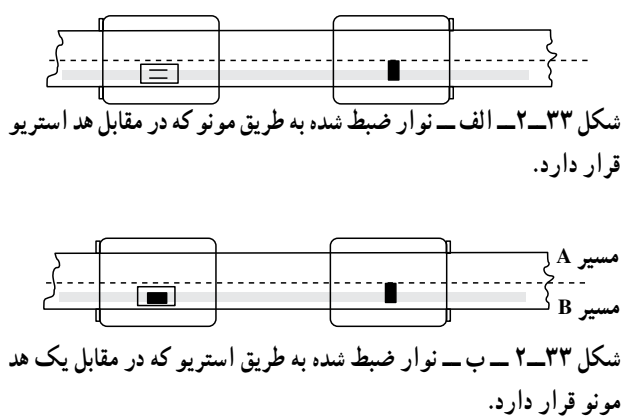 شکل ۳۳ــ۲ــ الف ــ نوار ضبط شده به طریق مونو که در مقابل هد استریو
قرار دارد.
مسیر A
مسیر B
شکل ۳۳ــ۲ ــ ب ــ نوار ضبط شده به طریق استریو که در مقابل یک هد
مونو قرار دارد.